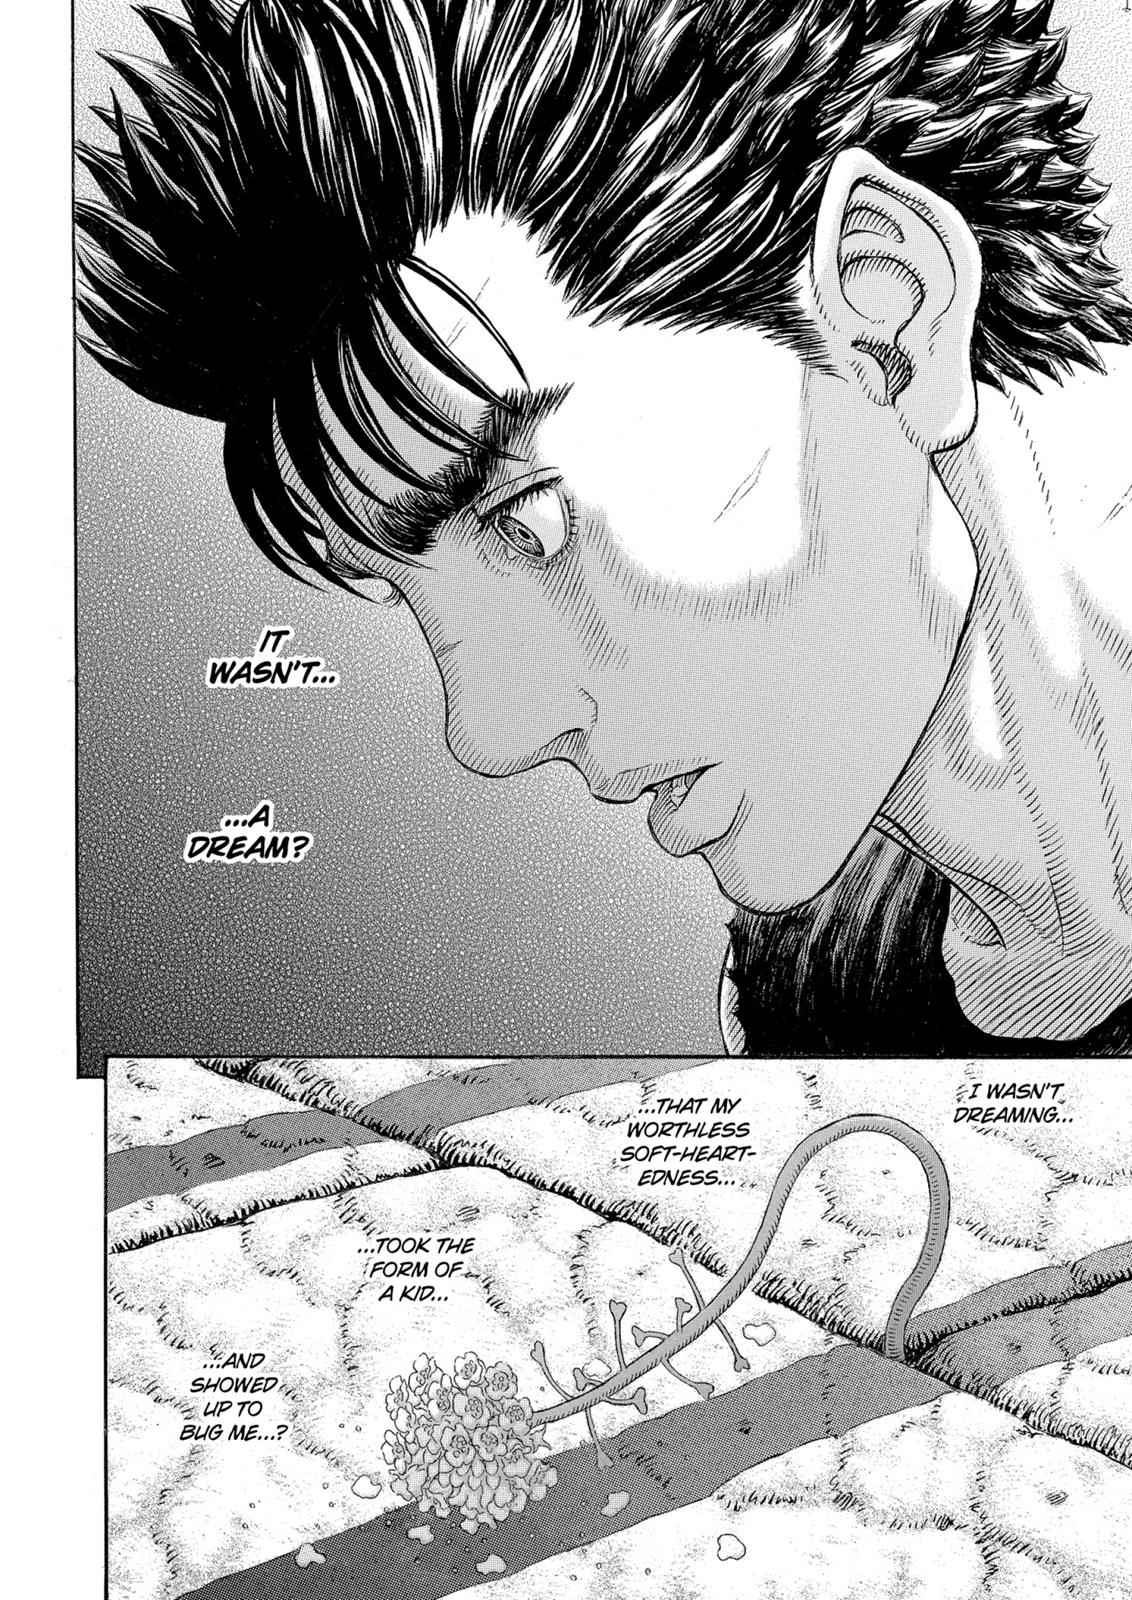 IT
WASN'T...
...A
DREAM?
I WASN'T
DREAMING...
...THAT MY
WORTHLESS
SOFT-HEART-
EDNESS...
...TOOK THE
FORM OF
A KID...
...AND
SHOWED
UP TO
BUG ME...?